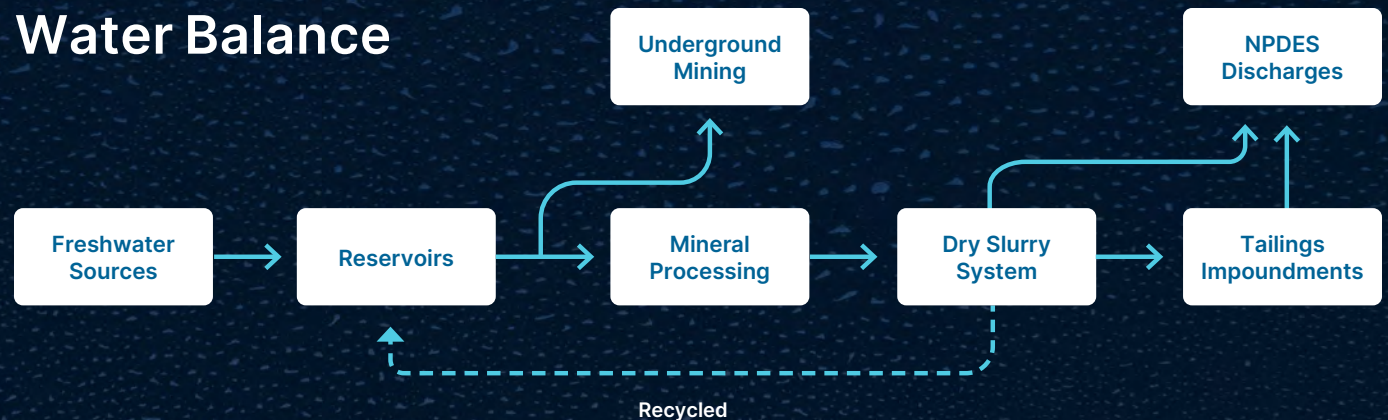 Water Balance
Underground
Mining
NPDES
Discharges
Freshwater
Sources
Reservoirs
Mineral
Processing
Dry Slurry
System
Tailings
Impoundments
Recycled